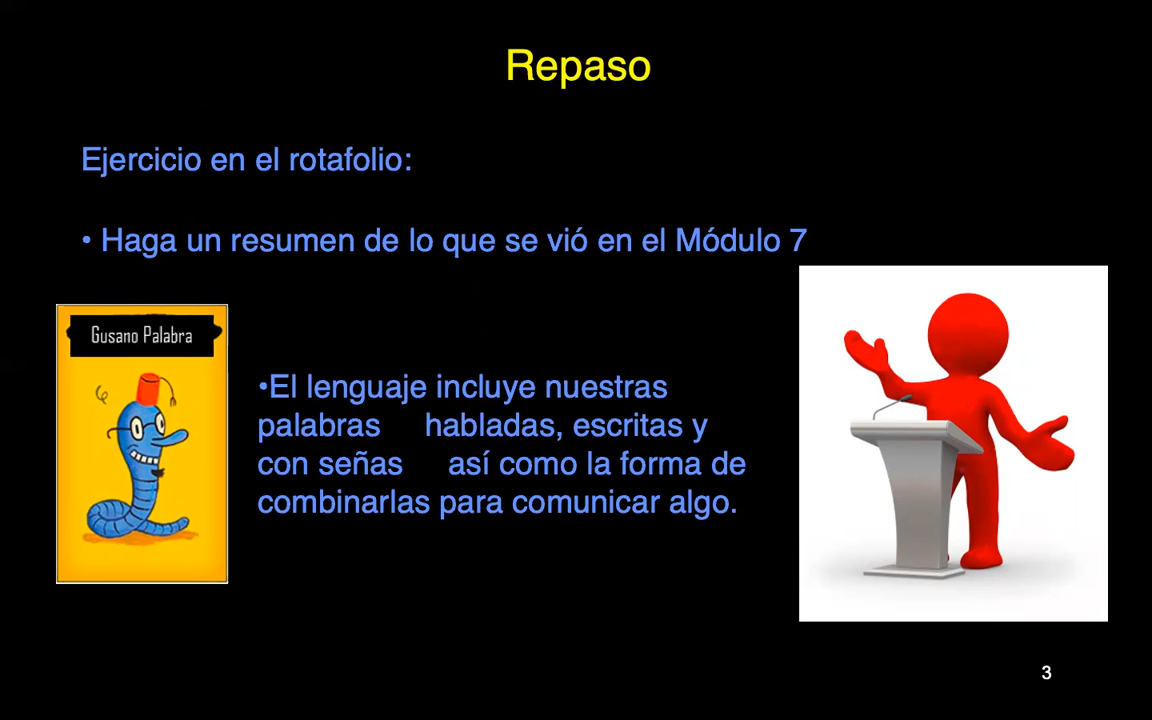 Repaso
Ejercicio en el rotafolio:
• Haga un resumen de lo que se vió en el Módulo 7
Gusano Palabra
•El lenguaje incluye nuestras
palabras habladas, escritas y
con señas así como la forma de
combinarlas para comunicar algo.
3